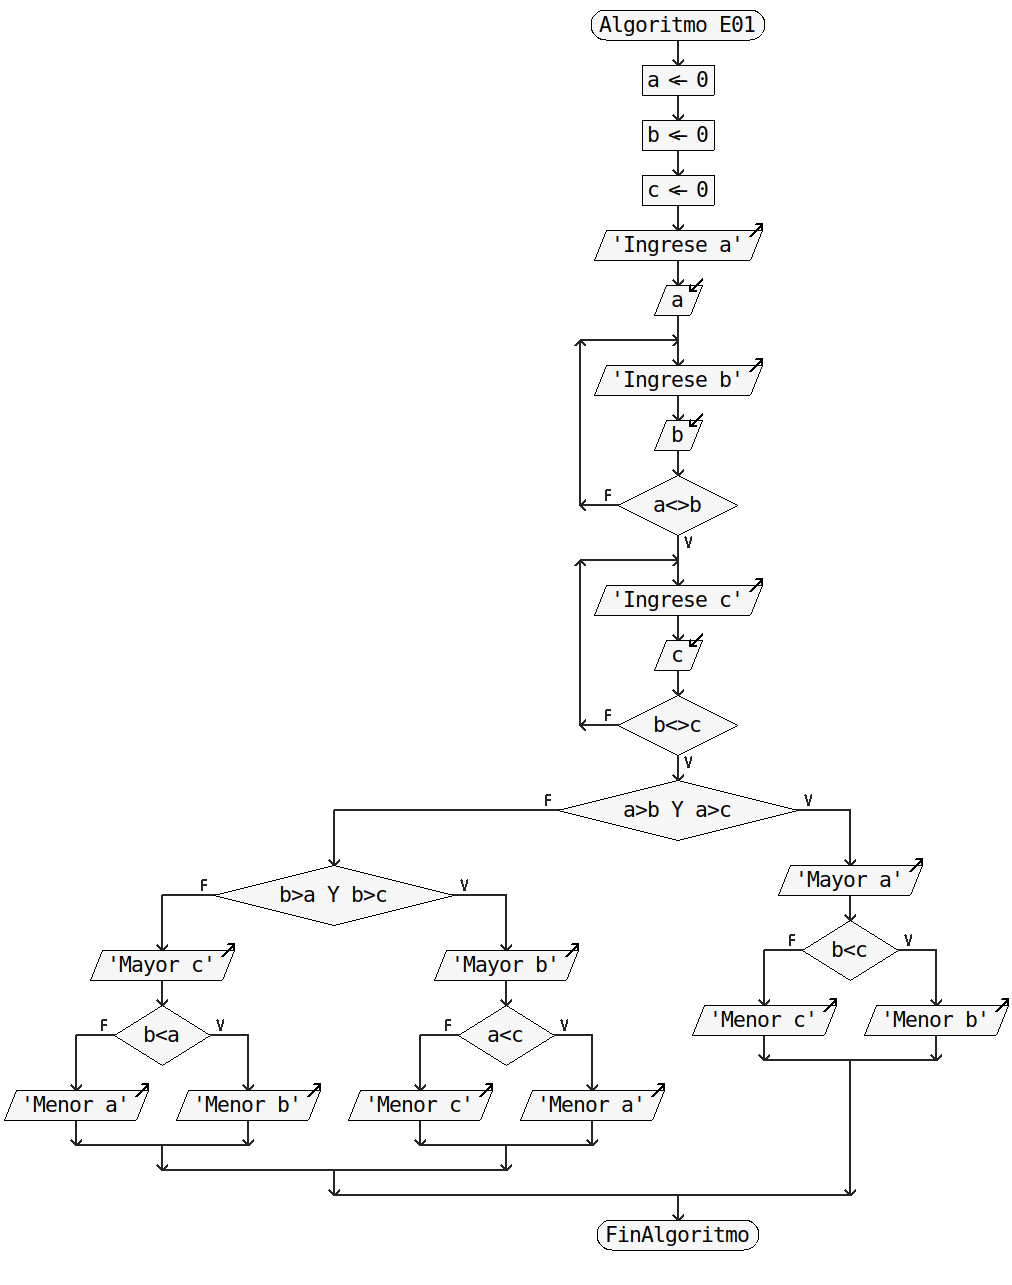 Algoritmo E01
a <- 0
b <- 0
c <- 0
'Ingrese a'
a
'Ingrese b'
b
F
a<>b
V
'Ingrese c'
c
F
b<>c
V
F
a>b Y a>c
V
F
b>a Y b>c
V
'Mayor a'
F
b<c
V
'Mayor c'
'Mayor b'
'Menor c'
'Menor b'
F
b<a
V
F
a<c
V
'Menor a'
'Menor b'
'Menor c'
'Menor a'
FinAlgoritmo